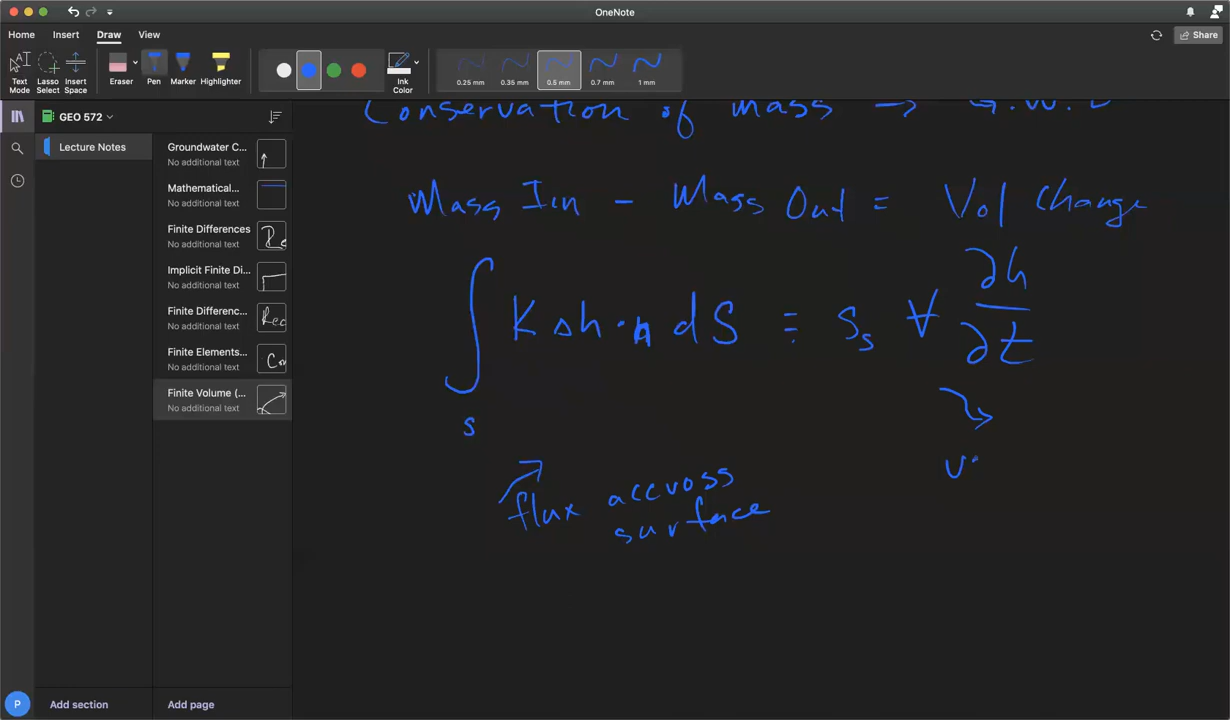 OneNote
Home Insert Draw View
Share
Text Mode
Lasso Select
Insert Space
Eraser
Pen
Marker
Highlighter
Ink Color
0.25 mm
0.35 mm
0.5 mm
0.7 mm
1 mm
GEO 572
Lecture Notes
Groundwater C...
No additional text
Mathematical...
No additional text
Finite Differences
No additional text
Implicit Finite Di...
No additional text
Finite Differenc...
No additional text
Finite Elements...
No additional text
Finite Volume (...
No additional text
P
Add section
Add page
Conservation of mass →
Mass In - Mass Out = Vol Change
∫ₛ K ∆h · n dS = Sₛ ∀ ∂h/∂t
flux accross
surface